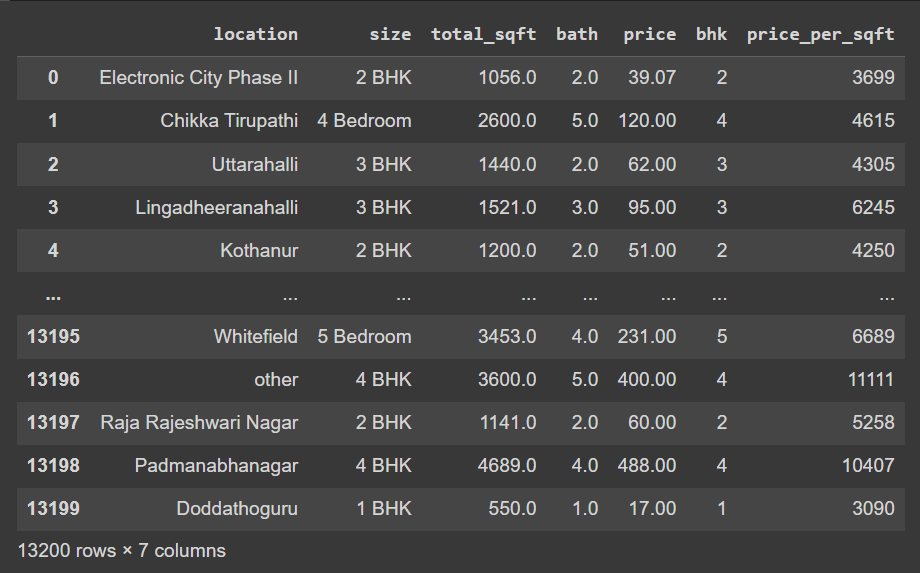 location size total_sqft bath price bhk price_per_sqft
0 Electronic City Phase II 2 BHK 1056.0 2.0 39.07 2 3699
1 Chikka Tirupathi 4 Bedroom 2600.0 5.0 120.00 4 4615
2 Uttarahalli 3 BHK 1440.0 2.0 62.00 3 4305
3 Lingadheeranahalli 3 BHK 1521.0 3.0 95.00 3 6245
4 Kothanur 2 BHK 1200.0 2.0 51.00 2 4250
... ... ... ... ... ... ... ...
13195 Whitefield 5 Bedroom 3453.0 4.0 231.00 5 6689
13196 other 4 BHK 3600.0 5.0 400.00 4 11111
13197 Raja Rajeshwari Nagar 2 BHK 1141.0 2.0 60.00 2 5258
13198 Padmanabhanagar 4 BHK 4689.0 4.0 488.00 4 10407
13199 Doddathoguru 1 BHK 550.0 1.0 17.00 1 3090
13200 rows × 7 columns